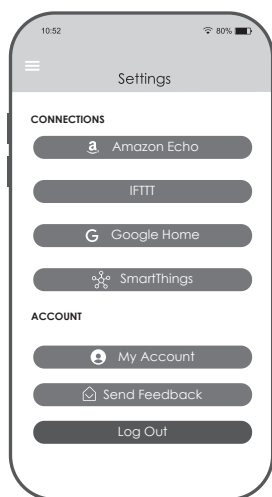 10:52 80%
Settings
CONNECTIONS
Amazon Echo
IFTTT
Google Home
SmartThings
ACCOUNT
My Account
Send Feedback
Log Out